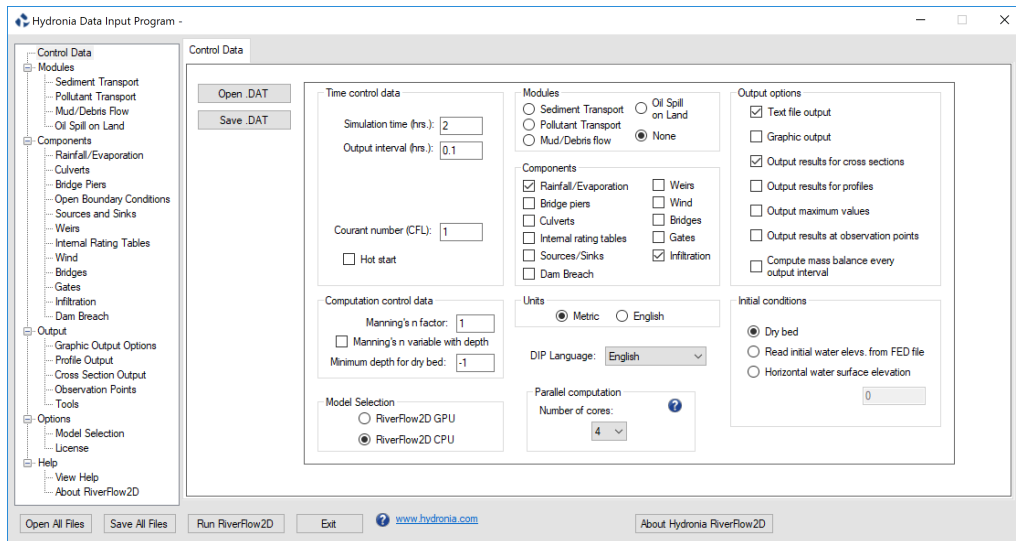 Hydronia Data Input Program -
Control Data
Modules
Sediment Transport
Pollutant Transport
Mud/Debris Flow
Oil Spill on Land
Components
Rainfall/Evaporation
Culverts
Bridge Piers
Open Boundary Conditions
Sources and Sinks
Weirs
Internal Rating Tables
Wind
Bridges
Gates
Infiltration
Dam Breach
Output
Graphic Output Options
Profile Output
Cross Section Output
Observation Points
Tools
Options
Model Selection
License
Help
View Help
About RiverFlow2D
Control Data
Open .DAT
Save .DAT
Time control data
Simulation time (hrs.): 2
Output interval (hrs.): 0.1
Courant number (CFL): 1
Hot start
Computation control data
Manning's n factor: 1
Manning's n variable with depth
Minimum depth for dry bed: -1
Model Selection
RiverFlow2D GPU
RiverFlow2D CPU
Modules
Sediment Transport
Pollutant Transport
Mud/Debris flow
Oil Spill
on Land
None
Components
Rainfall/Evaporation
Bridge piers
Culverts
Internal rating tables
Sources/Sinks
Dam Breach
Weirs
Wind
Bridges
Gates
Infiltration
Units
Metric
English
DIP Language: English
Parallel computation
Number of cores:
4
Output options
Text file output
Graphic output
Output results for cross sections
Output results for profiles
Output maximum values
Output results at observation points
Compute mass balance every
output interval
Initial conditions
Dry bed
Read initial water elevs. from FED file
Horizontal water surface elevation
0
Open All Files
Save All Files
Run RiverFlow2D
Exit
www.hydronia.com
About Hydronia RiverFlow2D